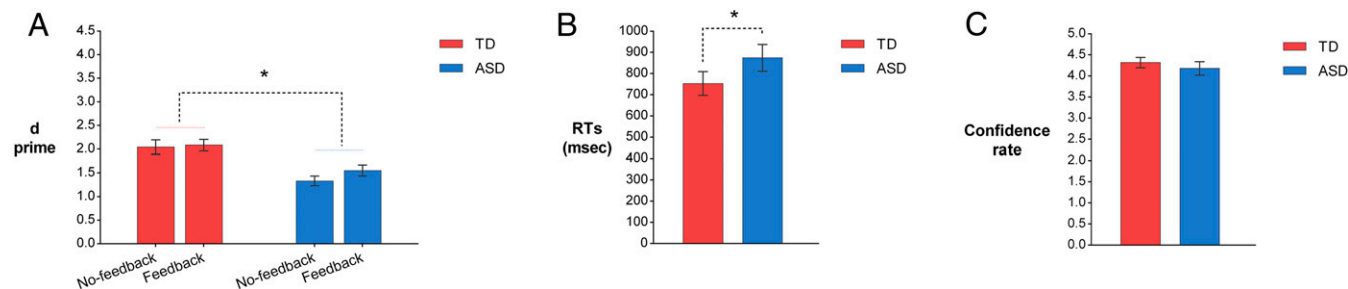 A
d
prime
4.5
4.0
3.5
3.0
2.5
2.0
1.5
1.0
0.5
0.0
*
No-feedback
Feedback
No-feedback
Feedback
TD
ASD
B
RTs
(msec)
1000
900
800
700
600
500
400
300
200
100
0
*
TD
ASD
C
Confidence
rate
5.0
4.5
4.0
3.5
4.0
2.5
2.0
1.5
1.0
0.5
0.0
TD
ASD